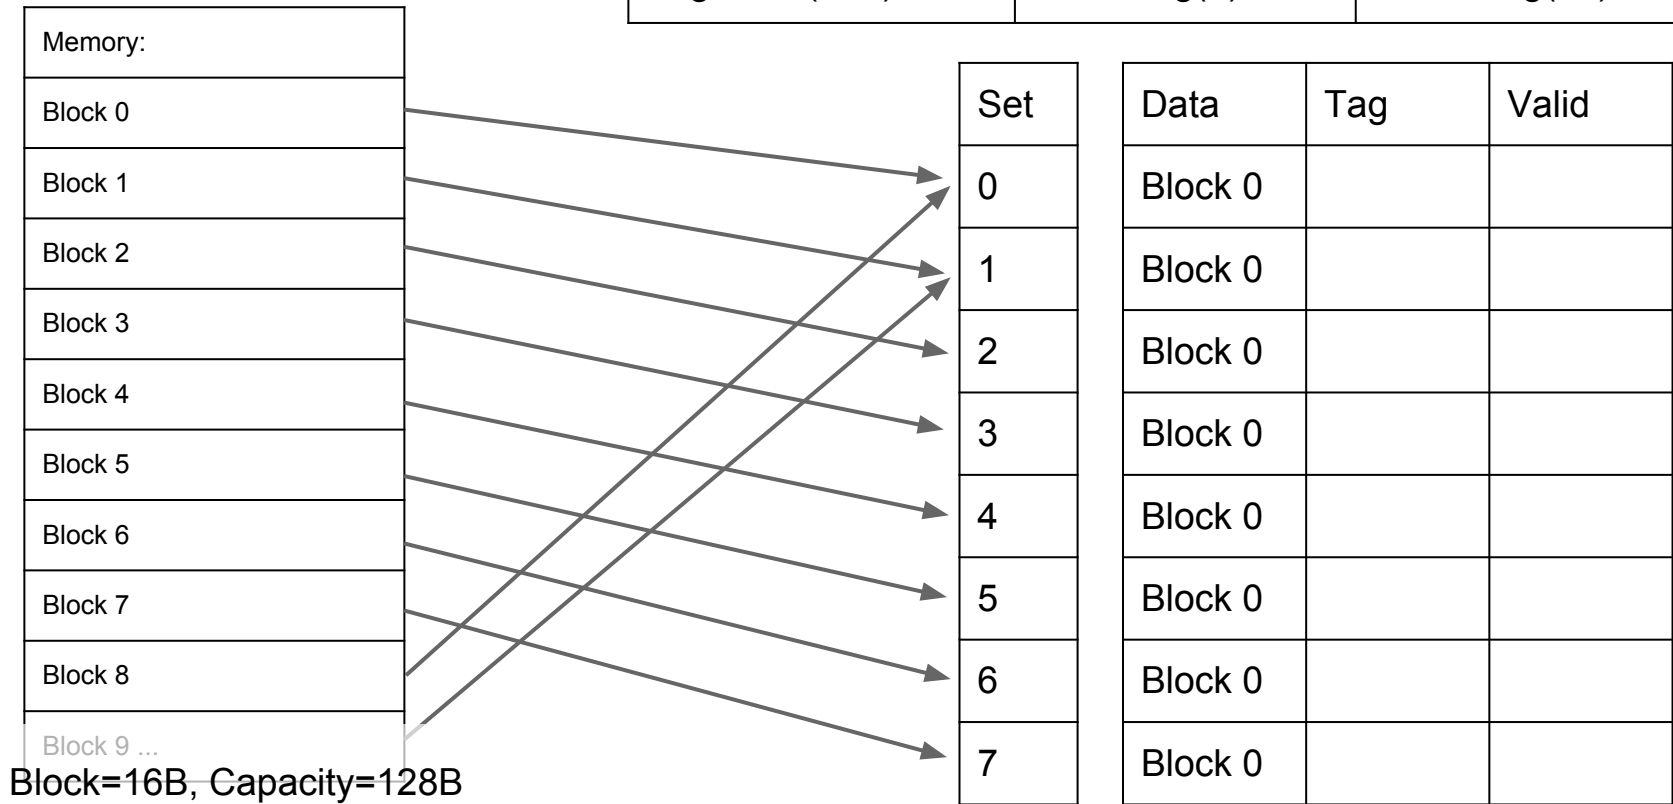 Memory:
Block 0
Block 1
Block 2
Block 3
Block 4
Block 5
Block 6
Block 7
Block 8
Block 9 ...
Block=16B, Capacity=128B
Set
0
1
2
3
4
5
6
7
Data Tag Valid
Block 0
Block 0
Block 0
Block 0
Block 0
Block 0
Block 0
Block 0